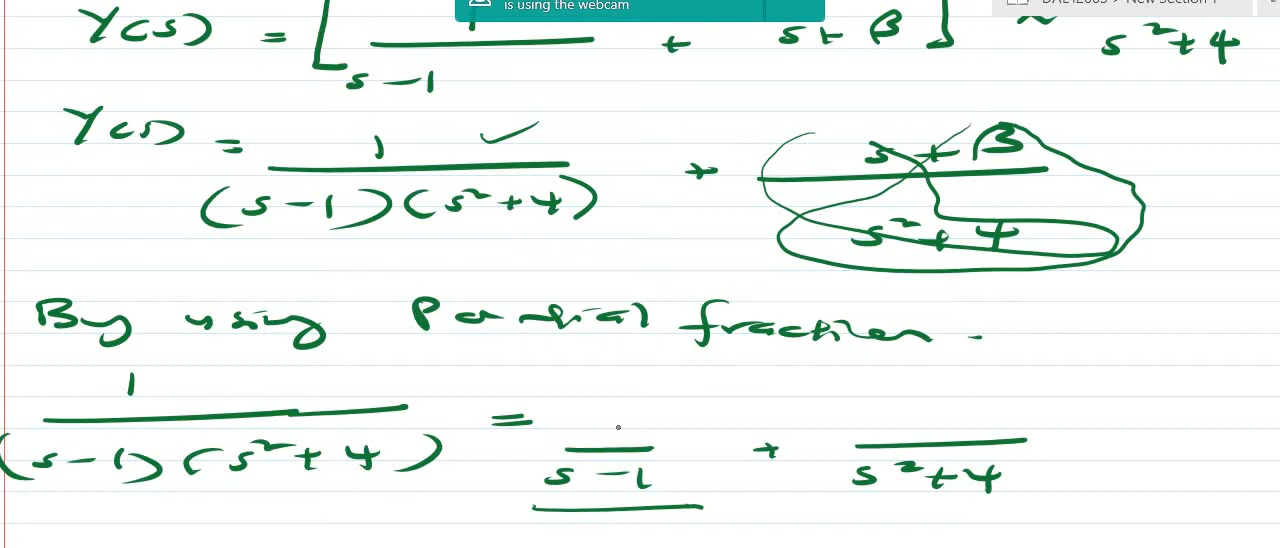 is using the webcam
Y(s) = [ 1/(s-1) + s+β ] × 1/(s²+4)
Y(s) = 1/((s-1)(s²+4)) + (s+β)/(s²+4)
By using Partial fraction.
1/((s-1)(s²+4)) = /(s-1) + /(s²+4)